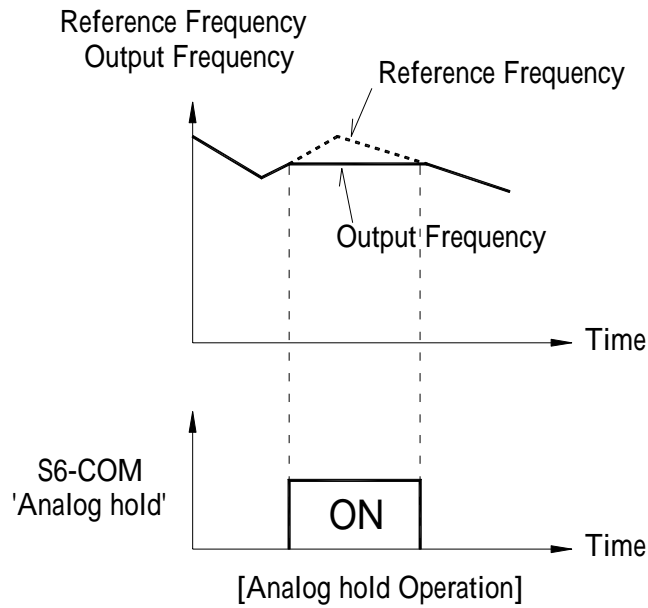 Reference Frequency
Output Frequency
Reference Frequency
Output Frequency
Time
S6-COM
'Analog hold'
ON
Time
[Analog hold Operation]